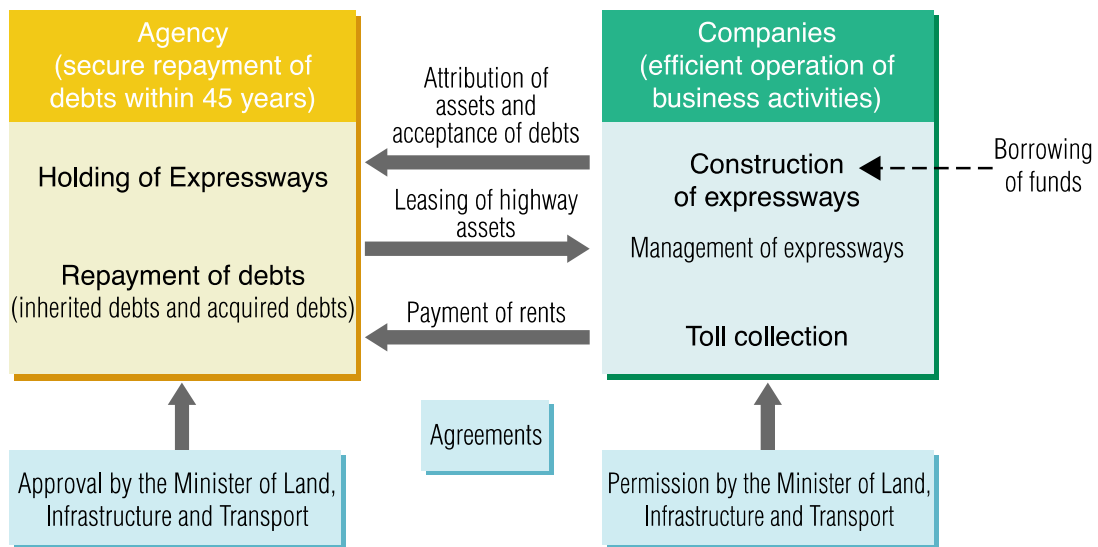 Agency
(secure repayment of
debts within 45 years)
Holding of Expressways
Repayment of debts
(inherited debts and acquired debts)
Attribution of
assets and
acceptance of debts
Leasing of highway
assets
Payment of rents
Companies
(efficient operation of
business activities)
Construction
of expressways
Management of expressways
Toll collection
Borrowing
of funds
Agreements
Approval by the Minister of Land,
Infrastructure and Transport
Permission by the Minister of Land,
Infrastructure and Transport